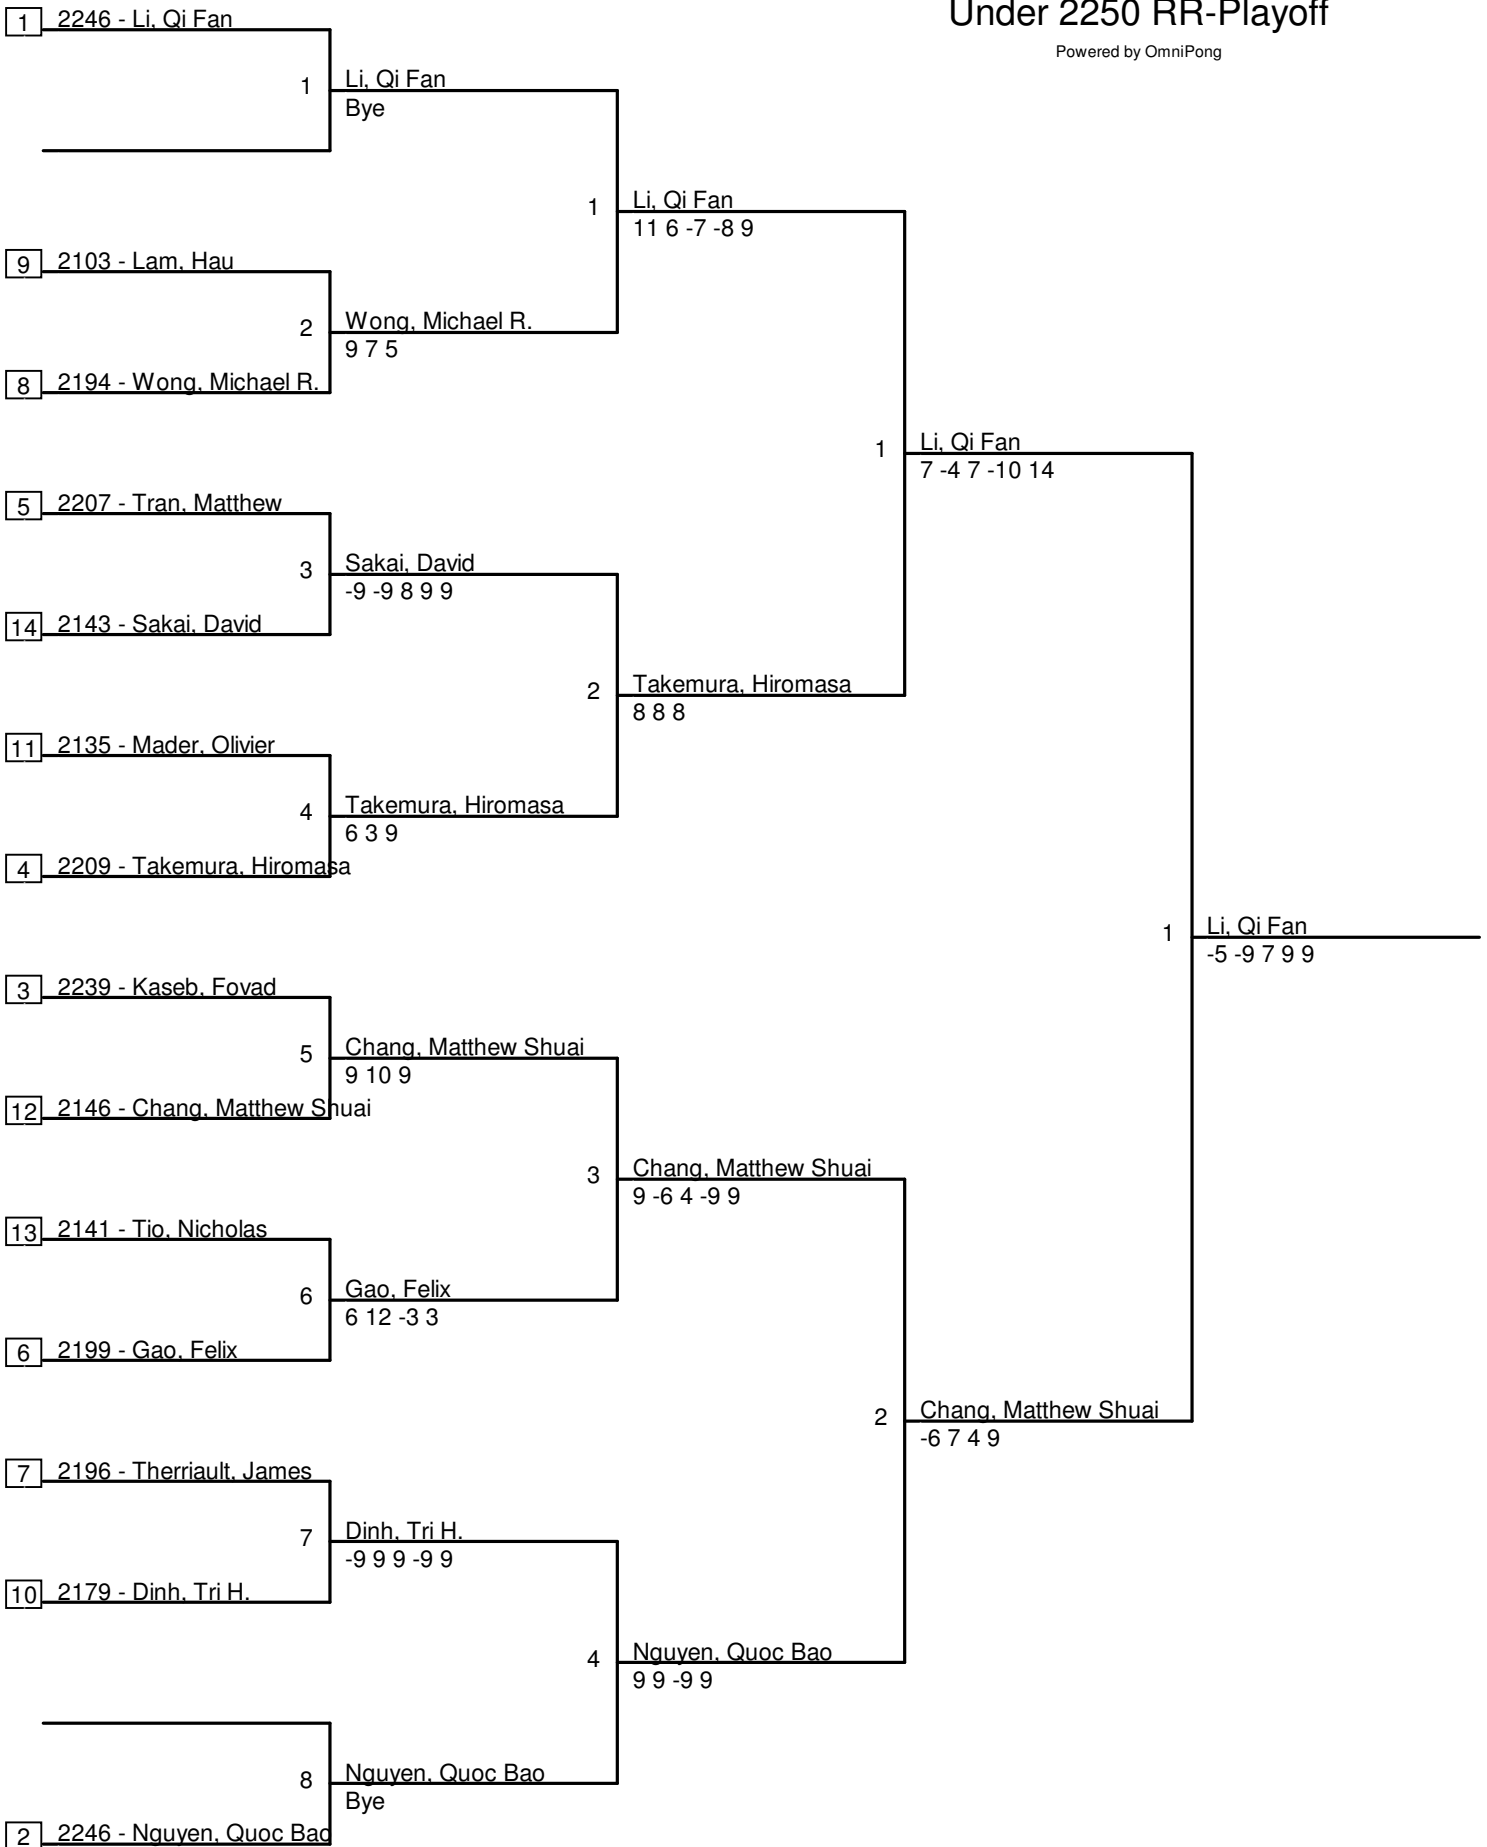 Under 2250 RR-Playoff
Powered by OmniPong
1 2246 - Li, Qi Fan
1 Li, Qi Fan
Bye
1 Li, Qi Fan
11 6 -7 -8 9
9 2103 - Lam, Hau
2 Wong, Michael R.
9 7 5
8 2194 - Wong, Michael R.
1 Li, Qi Fan
7 -4 7 -10 14
5 2207 - Tran, Matthew
3 Sakai, David
-9 -9 8 9 9
14 2143 - Sakai, David
2 Takemura, Hiromasa
8 8 8
11 2135 - Mader, Olivier
4 Takemura, Hiromasa
6 3 9
4 2209 - Takemura, Hiromasa
1 Li, Qi Fan
-5 -9 7 9 9
3 2239 - Kaseb, Fovad
5 Chang, Matthew Shuai
9 10 9
12 2146 - Chang, Matthew Shuai
3 Chang, Matthew Shuai
9 -6 4 -9 9
13 2141 - Tio, Nicholas
6 Gao, Felix
6 12 -3 3
6 2199 - Gao, Felix
2 Chang, Matthew Shuai
-6 7 4 9
7 2196 - Therriault, James
7 Dinh, Tri H.
-9 9 9 -9 9
10 2179 - Dinh, Tri H.
4 Nguyen, Quoc Bao
9 9 -9 9
8 Nguyen, Quoc Bao
Bye
2 2246 - Nguyen, Quoc Bao